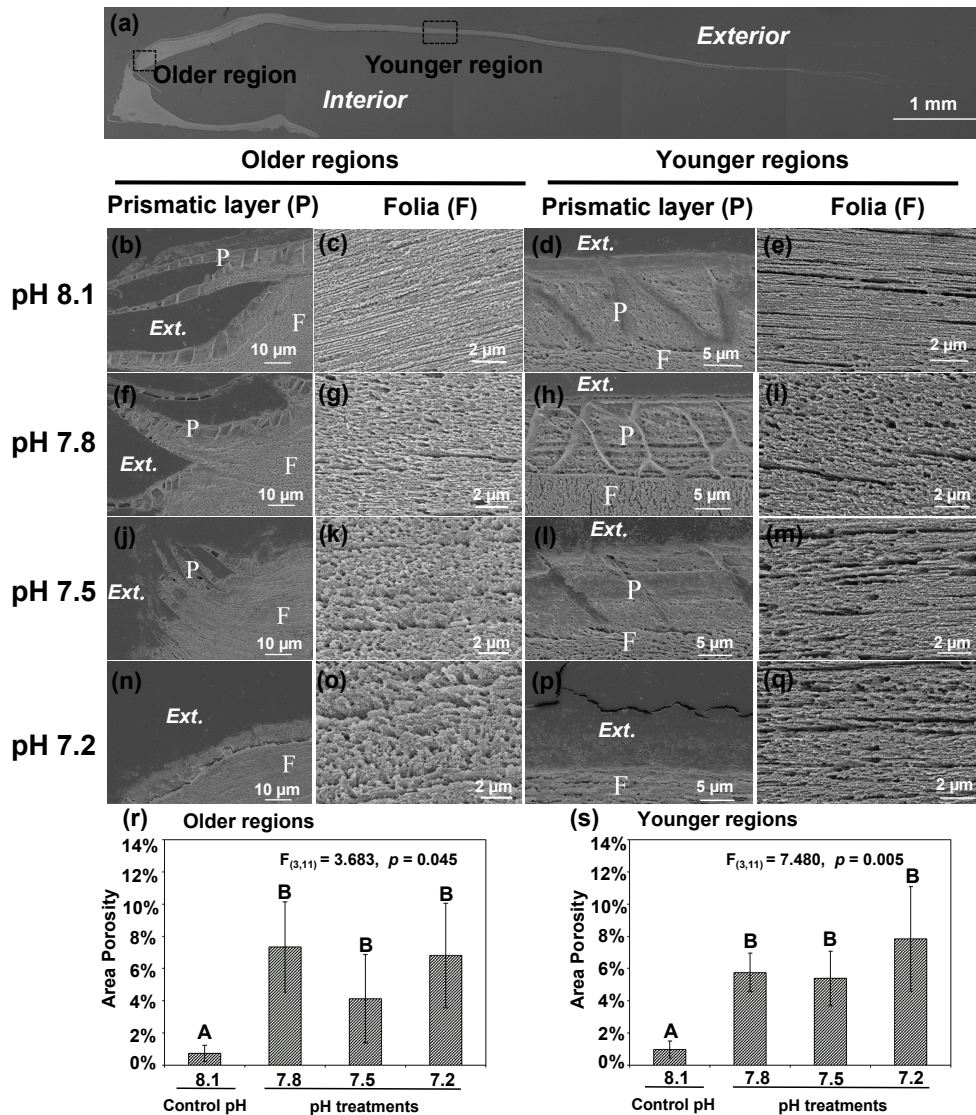 (a)
Exterior
Older region
Younger region
Interior
1 mm
Older regions
Younger regions
Prismatic layer (P)
Folia (F)
Prismatic layer (P)
Folia (F)
pH 8.1
(b)
P
Ext.
F
10 µm
(c)
2 µm
(d)
Ext.
P
F
5 µm
(e)
2 µm
pH 7.8
(f)
P
Ext.
F
10 µm
(g)
2 µm
(h)
Ext.
P
F
5 µm
(i)
2 µm
pH 7.5
(j)
P
Ext.
F
10 µm
(k)
2 µm
(l)
Ext.
P
F
5 µm
(m)
2 µm
pH 7.2
(n)
Ext.
F
10 µm
(o)
2 µm
(p)
Ext.
F
5 µm
(q)
2 µm
(r) Older regions
F(3,11) = 3.683, p = 0.045
Area Porosity
14%
12%
10%
8%
6%
4%
2%
0%
A
B
B
B
8.1
7.8
7.5
7.2
Control pH
pH treatments
(s) Younger regions
F(3,11) = 7.480, p = 0.005
Area Porosity
14%
12%
10%
8%
6%
4%
2%
0%
A
B
B
B
8.1
7.8
7.5
7.2
Control pH
pH treatments